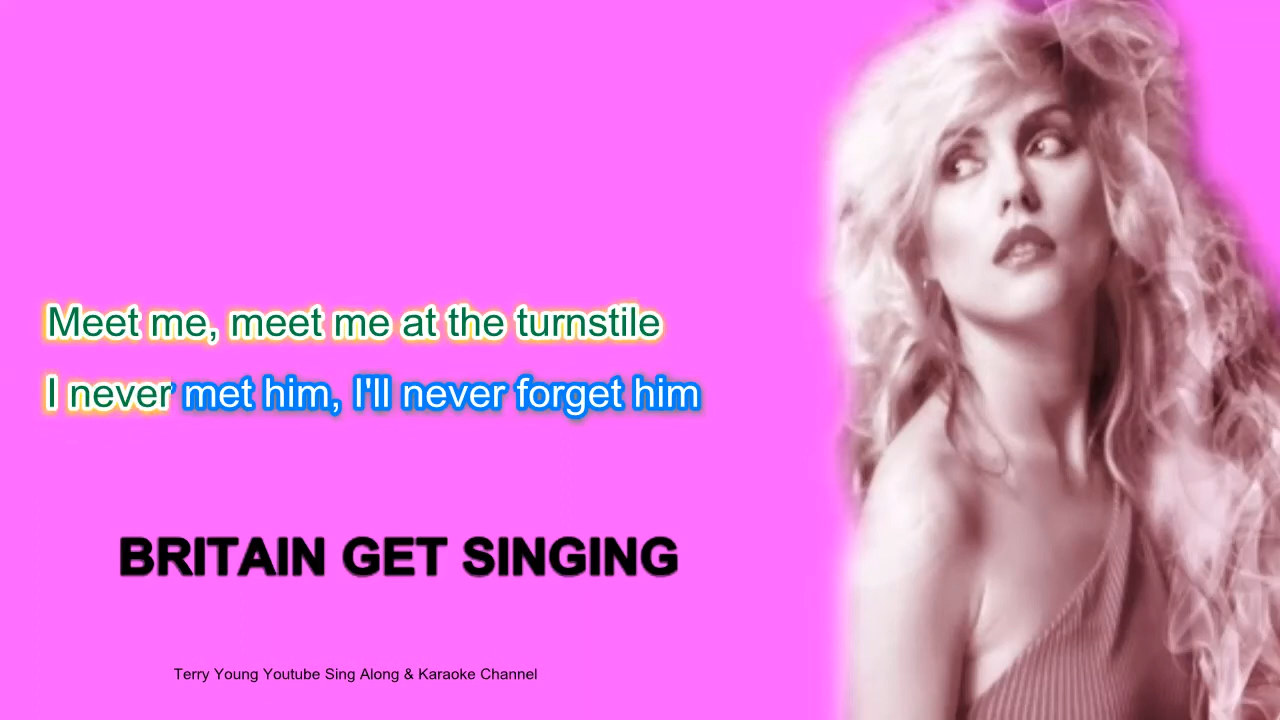 Meet me, meet me at the turnstile
I never met him, I'll never forget him
BRITAIN GET SINGING
Terry Young Youtube Sing Along & Karaoke Channel